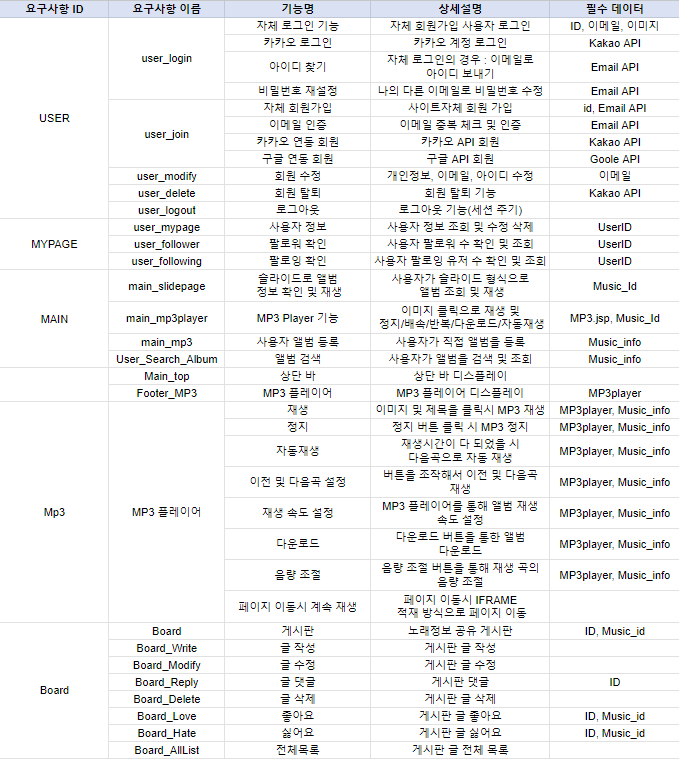 요구사항 ID 요구사항 이름 기능명 상세설명 필수 데이터
USER user_login 자체 로그인 기능 자체 회원가입 사용자 로그인 ID, 이메일, 이미지
카카오 로그인 카카오 계정 로그인 Kakao API
아이디 찾기 자체 로그인의 경우 : 이메일로
아이디 보내기 Email API
비밀번호 재설정 나의 다른 이메일로 비밀번호 수정 Email API
user_join 자체 회원가입 사이트자체 회원 가입 id, Email API
이메일 인증 이메일 중복 체크 및 인증 Email API
카카오 연동 회원 카카오 API 회원 Kakao API
구글 연동 회원 구글 API 회원 Goole API
user_modify 회원 수정 개인정보, 이메일, 아이디 수정 이메일
user_delete 회원 탈퇴 회원 탈퇴 기능 Kakao API
user_logout 로그아웃 로그아웃 기능(세션 주기)
MYPAGE user_mypage 사용자 정보 사용자 정보 조회 및 수정 삭제 UserID
user_follower 팔로워 확인 사용자 팔로워 수 확인 및 조회 UserID
user_following 팔로잉 확인 사용자 팔로잉 유저 수 확인 및 조회 UserID
MAIN main_slidepage 슬라이드로 앨범
정보 확인 및 재생 사용자가 슬라이드 형식으로
앨범 조회 및 재생 Music_Id
main_mp3player MP3 Player 기능 이미지 클릭으로 재생 및
정지/배속/반복/다운로드/자동재생 MP3.jsp, Music_Id
main_mp3 사용자 앨범 등록 사용자가 직접 앨범을 등록 Music_info
User_Search_Album 앨범 검색 사용자가 앨범을 검색 및 조회 Music_info
Main_top 상단 바 상단 바 디스플레이
Footer_MP3 MP3 플레이어 MP3 플레이어 디스플레이 MP3player
Mp3 MP3 플레이어 재생 이미지 및 제목을 클릭시 MP3 재생 MP3player, Music_info
정지 정지 버튼 클릭 시 MP3 정지 MP3player, Music_info
자동재생 재생시간이 다 되었을 시
다음곡으로 자동 재생 MP3player, Music_info
이전 및 다음곡 설정 버튼을 조작해서 이전 및 다음곡
재생 MP3player, Music_info
재생 속도 설정 MP3 플레이어를 통해 앨범 재생
속도 설정 MP3player, Music_info
다운로드 다운로드 버튼을 통한 앨범
다운로드 MP3player, Music_info
음량 조절 음량 조절 버튼을 통해 재생 곡의
음량 조절 MP3player, Music_info
페이지 이동시 계속 재생 페이지 이동시 IFRAME
적재 방식으로 페이지 이동
Board Board 게시판 노래정보 공유 게시판 ID, Music_id
Board_Write 글 작성 게시판 글 작성
Board_Modify 글 수정 게시판 글 수정
Board_Reply 글 댓글 게시판 댓글 ID
Board_Delete 글 삭제 게시판 글 삭제
Board_Love 좋아요 게시판 글 좋아요 ID, Music_id
Board_Hate 싫어요 게시판 글 싫어요 ID, Music_id
Board_AllList 전체목록 게시판 글 전체 목록